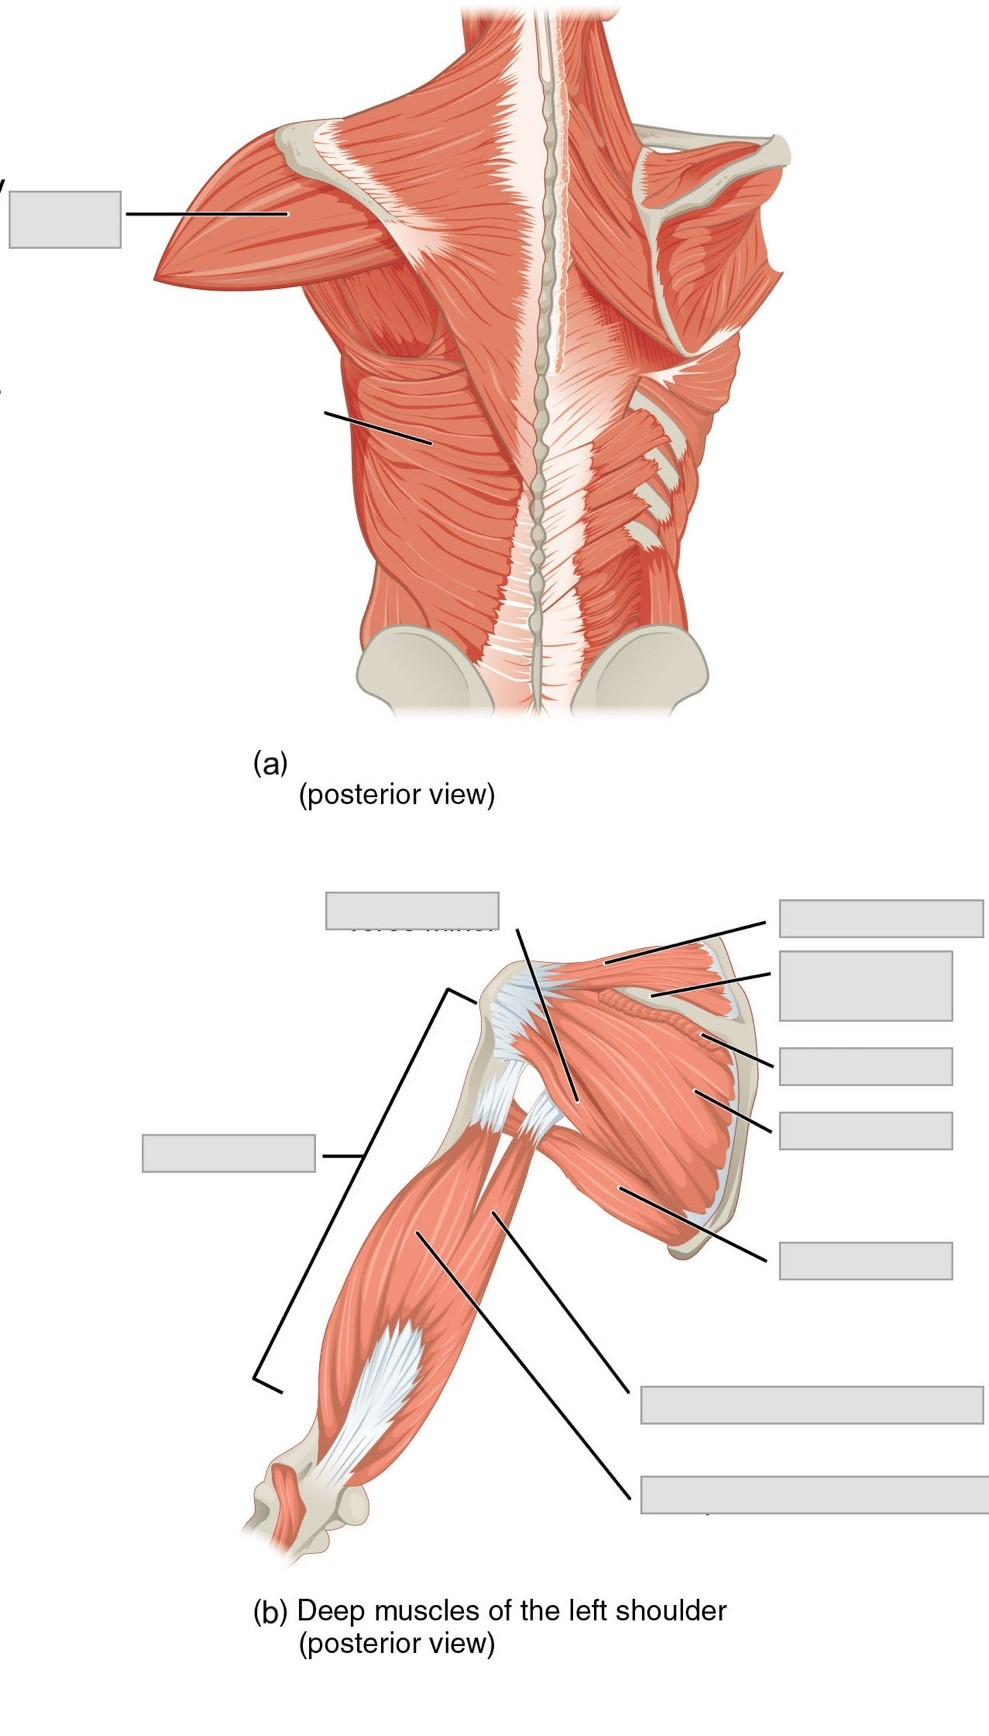 (a)
(posterior view)
(b) Deep muscles of the left shoulder
(posterior view)